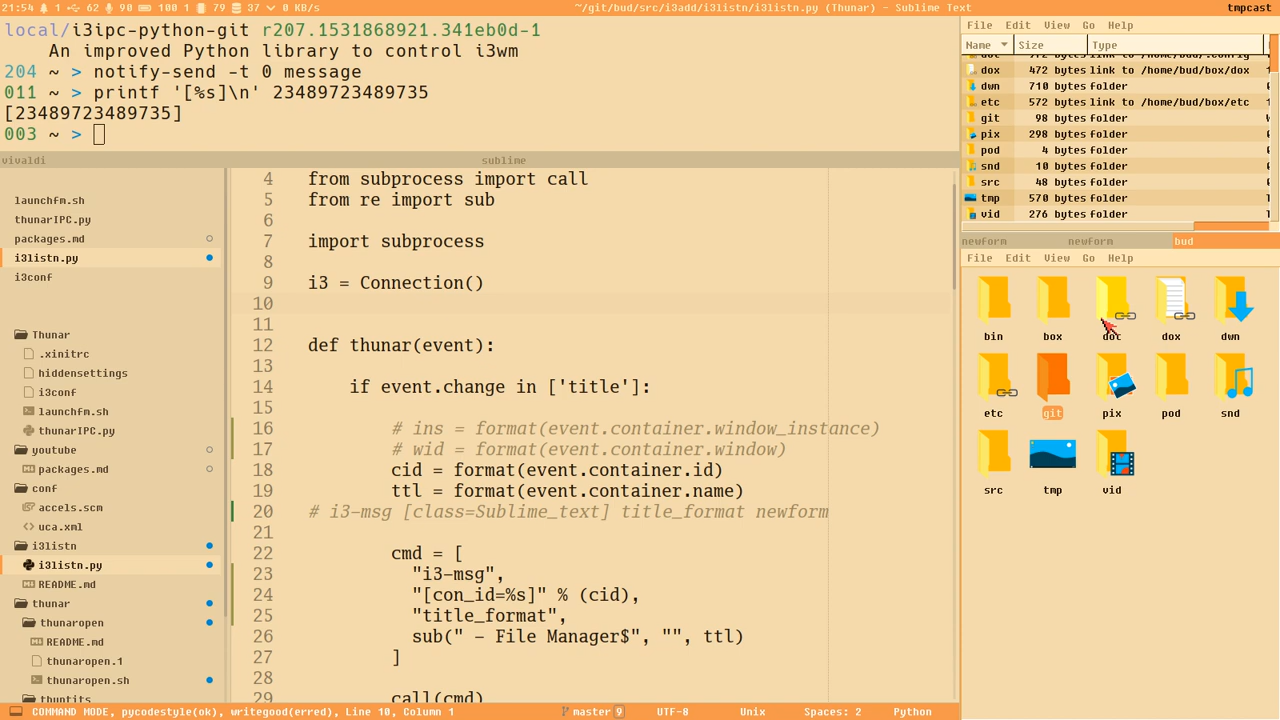 21:54 1 62 90 100 1 79 37 0 KB/s
~/git/bud/src/i3add/i3listn/i3listn.py (Thunar) - Sublime Text
tmpcast
local/i3ipc-python-git r207.1531868921.341eb0d-1
An improved Python library to control i3wm
204 ~ > notify-send -t 0 message
011 ~ > printf '[%s]\n' 23489723489735
[23489723489735]
003 ~ >
vivaldi
sublime
launchfm.sh
thunarIPC.py
packages.md
i3listn.py
i3conf
Thunar
.xinitrc
hiddensettings
i3conf
launchfm.sh
thunarIPC.py
youtube
packages.md
conf
accels.scm
uca.xml
i3listn
i3listn.py
README.md
thunar
thunaropen
README.md
thunaropen.1
thunaropen.sh
thuntits
4 from subprocess import call
5 from re import sub
6
7 import subprocess
8
9 i3 = Connection()
10
11
12 def thunar(event):
13
14 if event.change in ['title']:
15
16 # ins = format(event.container.window_instance)
17 # wid = format(event.container.window)
18 cid = format(event.container.id)
19 ttl = format(event.container.name)
20 # i3-msg [class=Sublime_text] title_format newform
21
22 cmd = [
23 "i3-msg",
24 "[con_id=%s]" % (cid),
25 "title_format",
26 sub(" - File Manager$", "", ttl)
27 ]
28
29 call(cmd)
COMMAND MODE, pycodestyle(ok), writegood(erred), Line 10, Column 1
master 9
UTF-8
Unix
Spaces: 2
Python
File Edit View Go Help
Name Size Type
dox 472 bytes link to /home/bud/box/dox
dwn 710 bytes folder
etc 572 bytes link to /home/bud/box/etc
git 98 bytes folder
pix 298 bytes folder
pod 4 bytes folder
snd 10 bytes folder
src 48 bytes folder
tmp 570 bytes folder
vid 276 bytes folder
newform newform bud
File Edit View Go Help
bin box doc dox dwn
etc git pix pod snd
src tmp vid